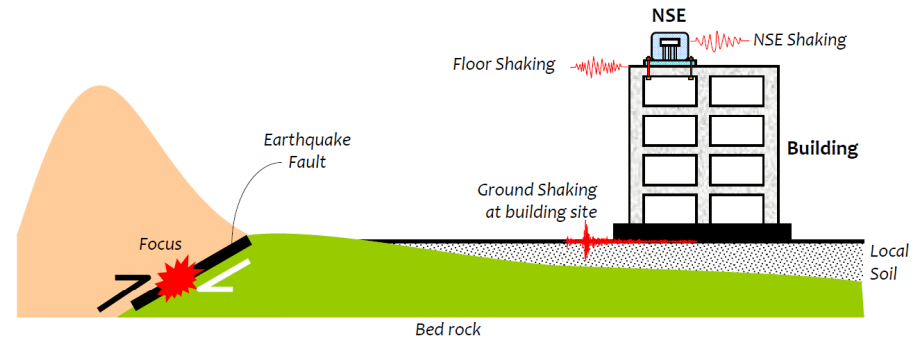 NSE
NSE Shaking
Floor Shaking
Earthquake
Fault
Building
Ground Shaking
at building site
Focus
Local
Soil
Bed rock